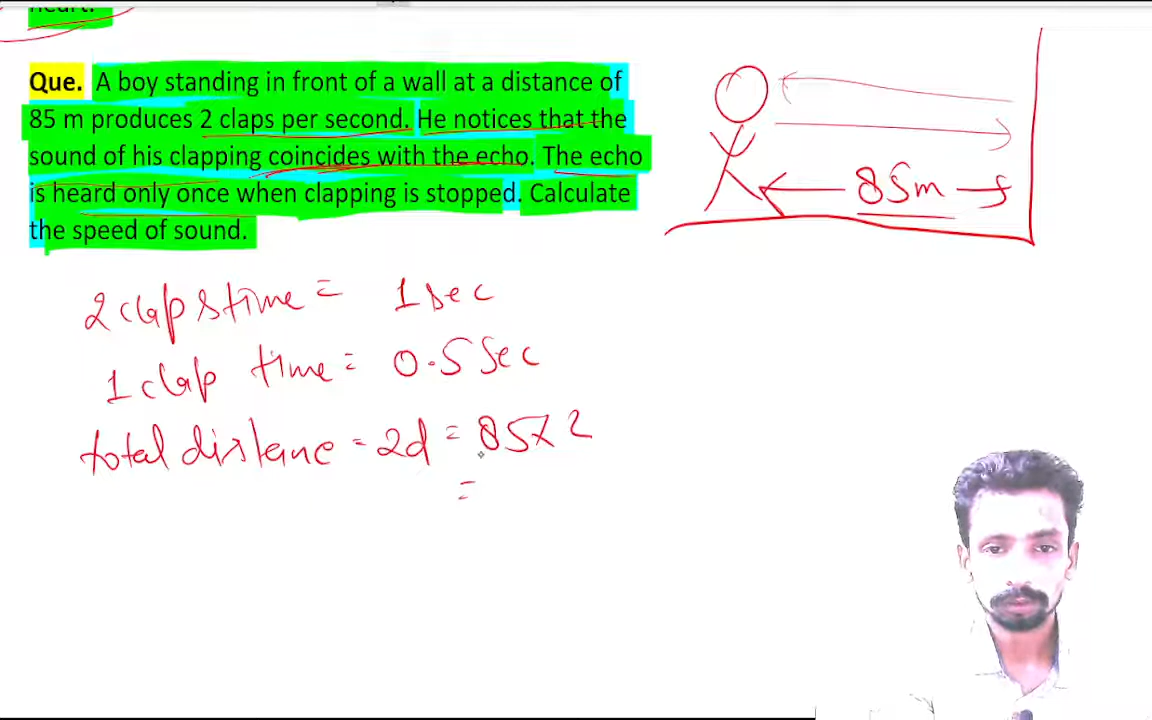 heart.
Que. A boy standing in front of a wall at a distance of
85 m produces 2 claps per second. He notices that the
sound of his clapping coincides with the echo. The echo
is heard only once when clapping is stopped. Calculate
the speed of sound.
85m
2 claps time = 1 sec
1 clap time = 0.5 Sec
total distance = 2d = 85x2
=